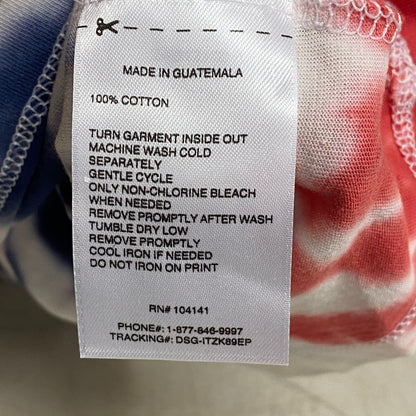 MADE IN GUATEMALA
100% COTTON
TURN GARMENT INSIDE OUT
MACHINE WASH COLD
SEPARATELY
GENTLE CYCLE
ONLY NON-CHLORINE BLEACH
WHEN NEEDED
REMOVE PROMPTLY AFTER WASH
TUMBLE DRY LOW
REMOVE PROMPTLY
COOL IRON IF NEEDED
DO NOT IRON ON PRINT
RN# 104141
PHONE#: 1-877-846-9997
TRACKING#: DSG-ITZK89EP